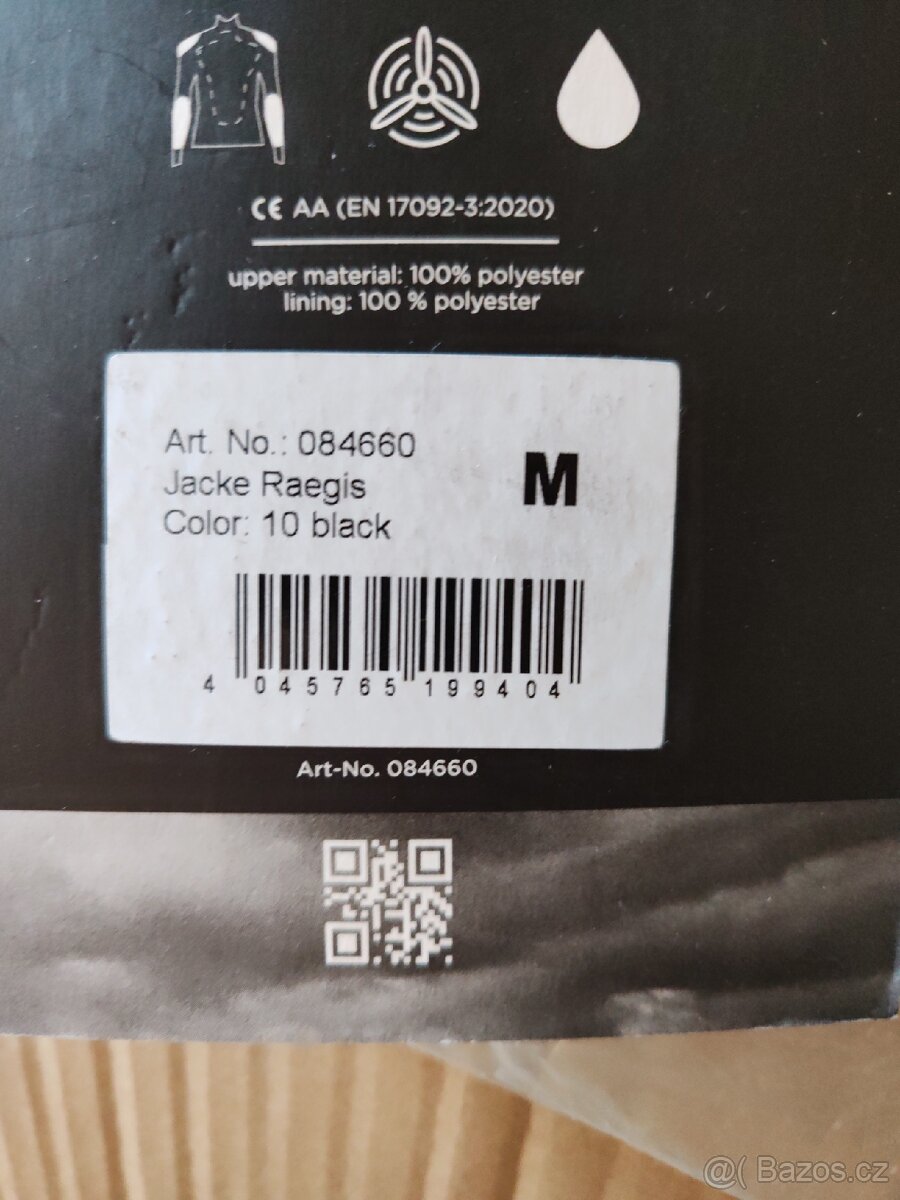 CE AA (EN 17092-3:2020)
upper material: 100% polyester
lining: 100 % polyester
Art. No.: 084660
Jacke Raegis
Color: 10 black
M
4 045765 199404
Art-No. 084660
@( Bazos.cz